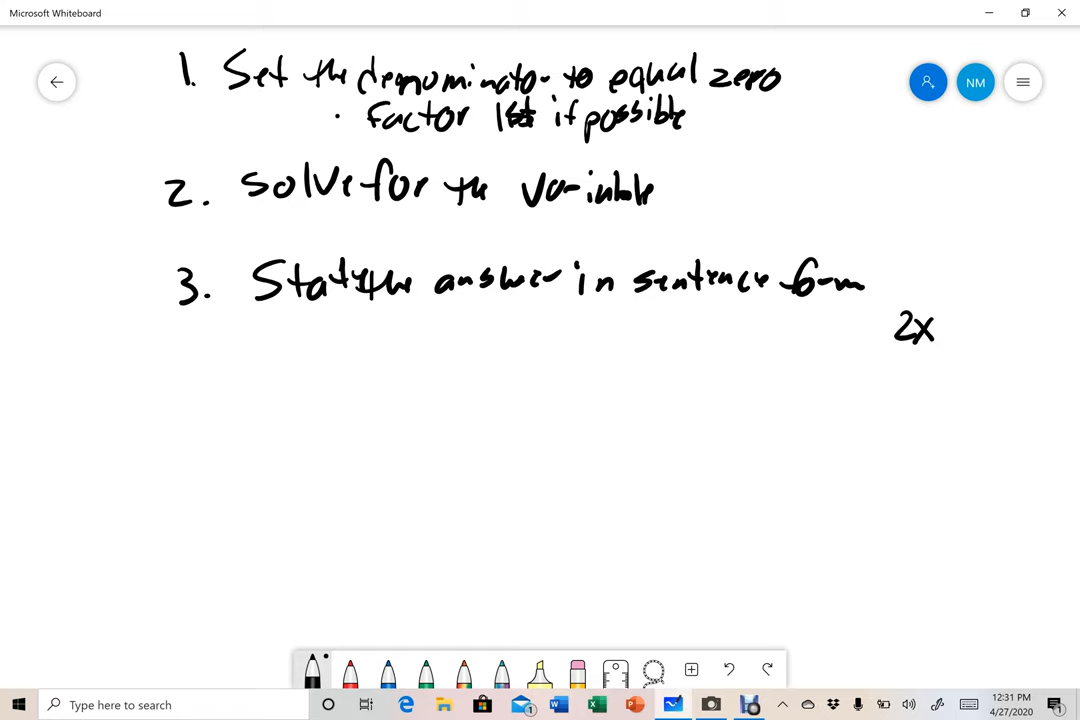 Microsoft Whiteboard
1. Set the denominator to equal zero
NM
· factor 1st if possible
2. solve for the variable
3. State the answer in sentence form
2x
Type here to search
12:31 PM
4/27/2020